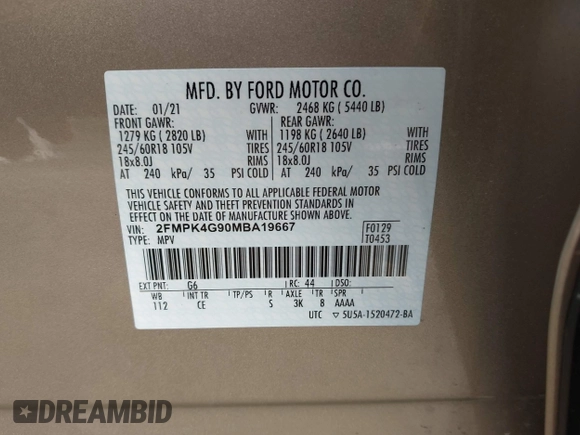 MFD. BY FORD MOTOR CO.
DATE: 01/21 GVWR: 2468 KG ( 5440 LB)
FRONT GAWR: REAR GAWR:
1279 KG ( 2820 LB) WITH 1198 KG ( 2640 LB) WITH
245/60R18 105V TIRES 245/60R18 105V TIRES
18x8.0J RIMS 18x8.0J RIMS
AT 240 kPa/ 35 PSI COLD AT 240 kPa/ 35 PSI COLD
THIS VEHICLE CONFORMS TO ALL APPLICABLE FEDERAL MOTOR
VEHICLE SAFETY AND THEFT PREVENTION STANDARDS IN
EFFECT ON THE DATE OF MANUFACTURE SHOWN ABOVE.
VIN: 2FMPK4G90MBA19667 F0129
TYPE: MPV T0453
EXT PNT: G6 RC: 44 DSO:
WB INT TR TP/PS R AXLE TR SPR
112 CE S 3K 8 AAAA
UTC ▽ 5U5A-1520472-BA
DREAMBID